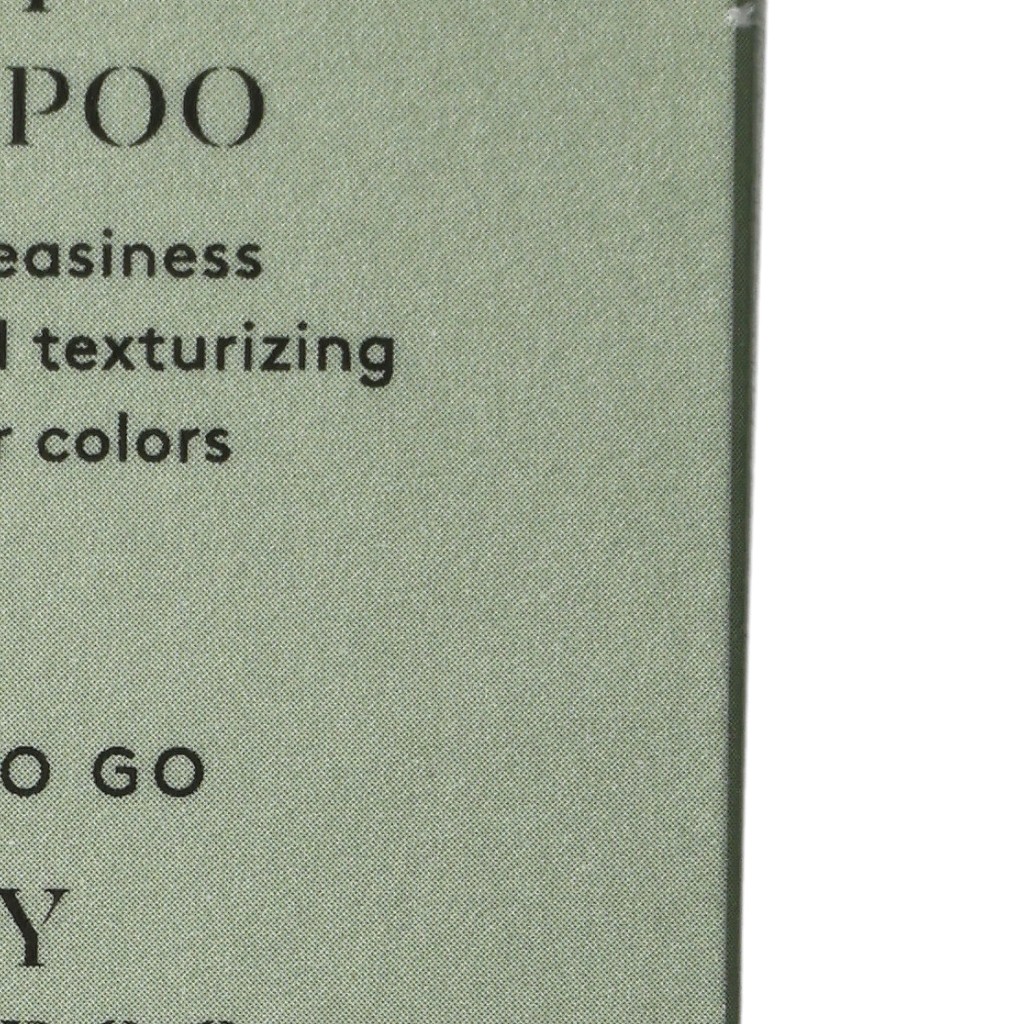 POO
easiness
texturizing
r colors
O GO
Y